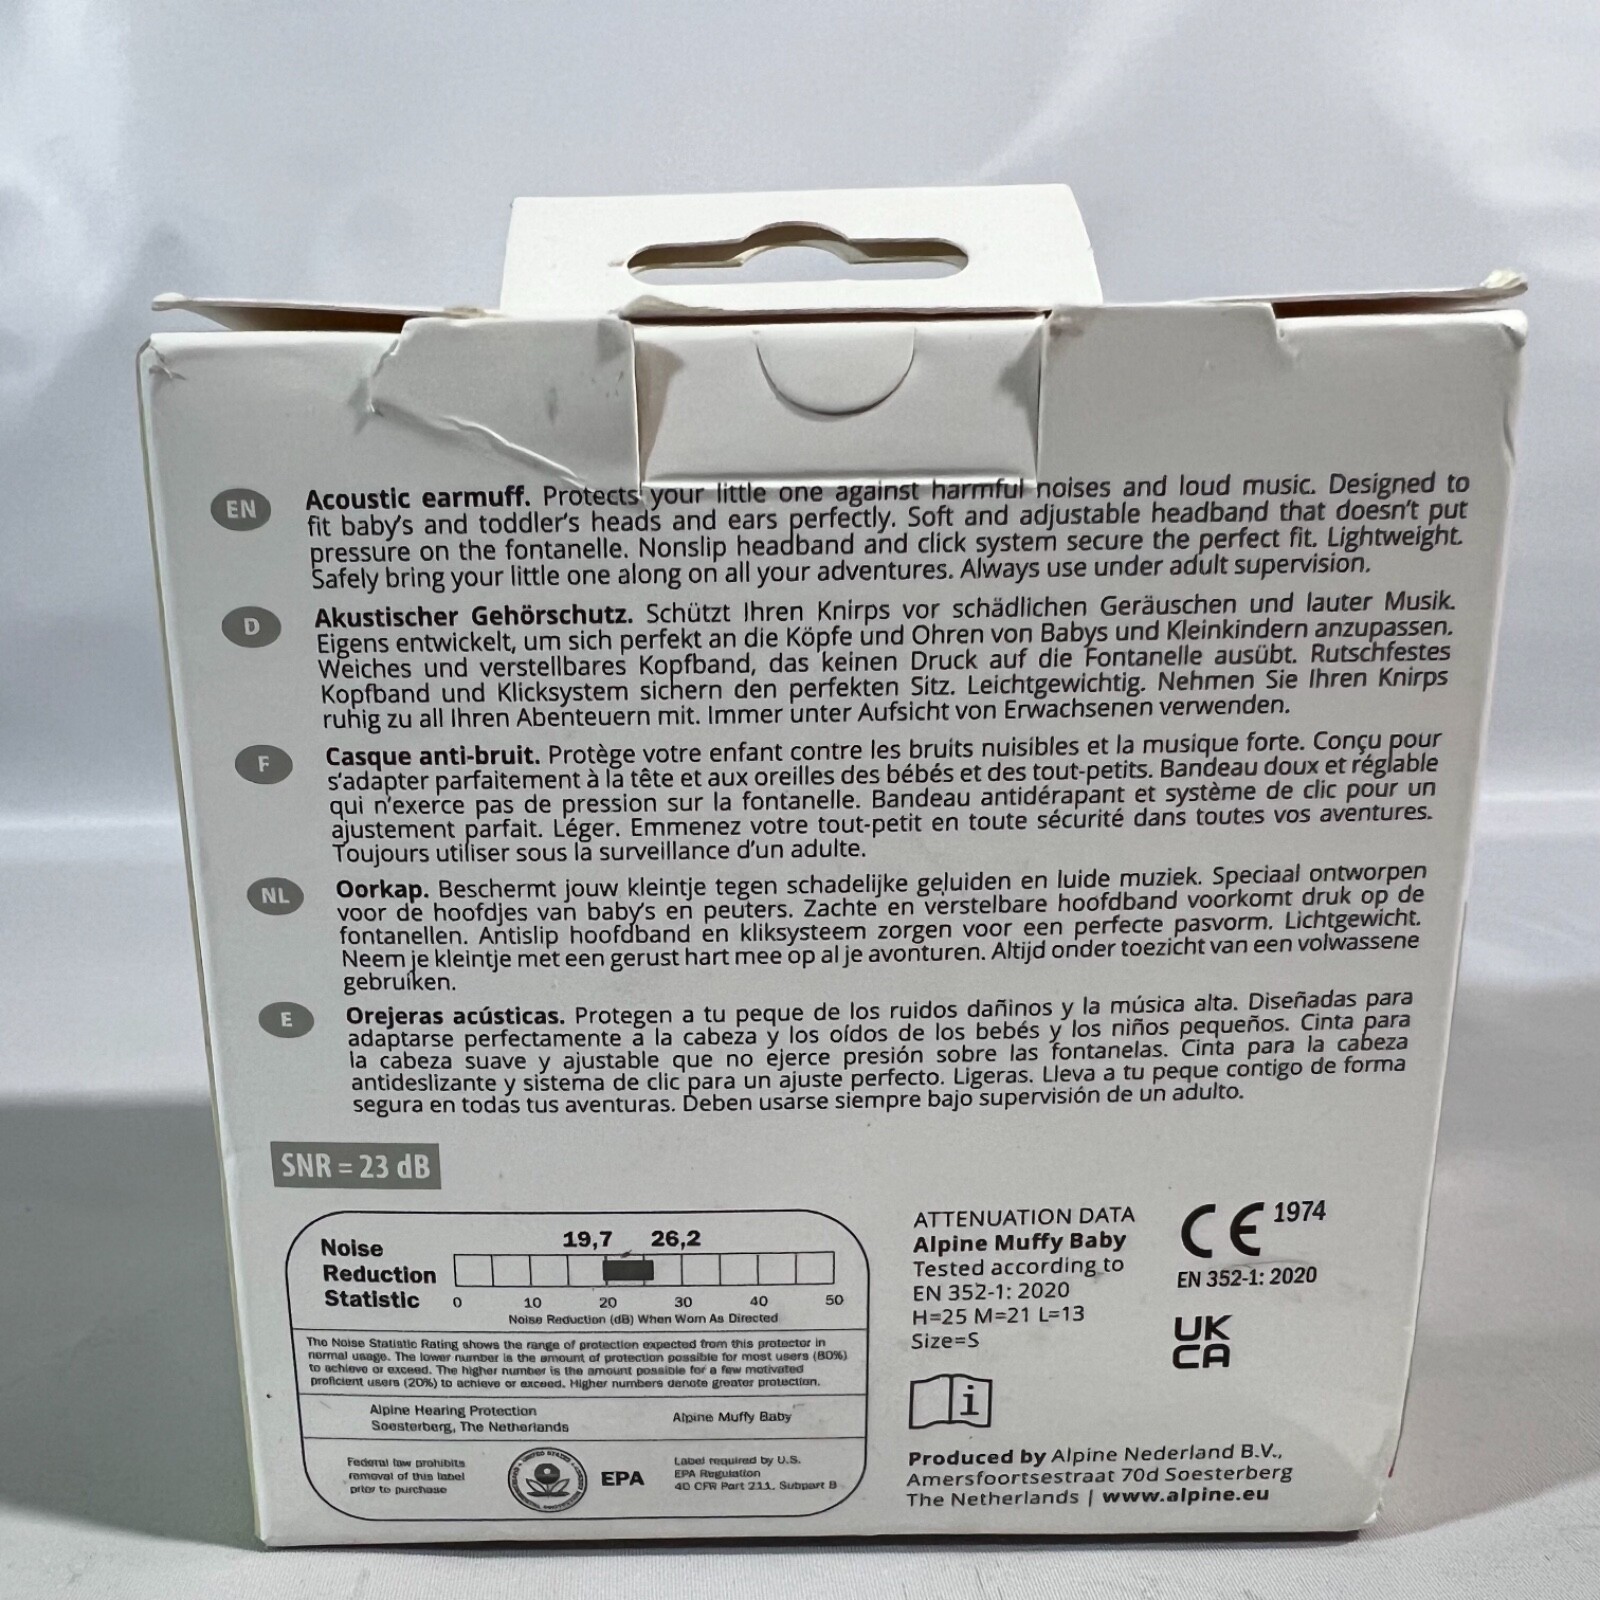 EN
Acoustic earmuff. Protects your little one against harmful noises and loud music. Designed to
fit baby's and toddler's heads and ears perfectly. Soft and adjustable headband that doesn't put
pressure on the fontanelle. Nonslip headband and click system secure the perfect fit. Lightweight.
Safely bring your little one along on all your adventures. Always use under adult supervision.
D
Akustischer Gehörschutz. Schützt Ihren Knirps vor schädlichen Geräuschen und lauter Musik.
Eigens entwickelt, um sich perfekt an die Köpfe und Ohren von Babys und Kleinkindern anzupassen.
Weiches und verstellbares Kopfband, das keinen Druck auf die Fontanelle ausübt. Rutschfestes
Kopfband und Klicksystem sichern den perfekten Sitz. Leichtgewichtig. Nehmen Sie Ihren Knirps
ruhig zu all Ihren Abenteuern mit. Immer unter Aufsicht von Erwachsenen verwenden.
F
Casque anti-bruit. Protège votre enfant contre les bruits nuisibles et la musique forte. Conçu pour
s'adapter parfaitement à la tête et aux oreilles des bébés et des tout-petits. Bandeau doux et réglable
qui n'exerce pas de pression sur la fontanelle. Bandeau antidérapant et système de clic pour un
ajustement parfait. Léger. Emmenez votre tout-petit en toute sécurité dans toutes vos aventures.
Toujours utiliser sous la surveillance d'un adulte.
NL
Oorkap. Beschermt jouw kleintje tegen schadelijke geluiden en luide muziek. Speciaal ontworpen
voor de hoofdjes van baby's en peuters. Zachte en verstelbare hoofdband voorkomt druk op de
fontanellen. Antislip hoofdband en kliksysteem zorgen voor een perfecte pasvorm. Lichtgewicht.
Neem je kleintje met een gerust hart mee op al je avonturen. Altijd onder toezicht van een volwassene
gebruiken.
E
Orejeras acústicas. Protegen a tu peque de los ruidos dañinos y la música alta. Diseñadas para
adaptarse perfectamente a la cabeza y los oídos de los bebés y los niños pequeños. Cinta para
la cabeza suave y ajustable que no ejerce presión sobre las fontanelas. Cinta para la cabeza
antideslizante y sistema de clic para un ajuste perfecto. Ligeras. Lleva a tu peque contigo de forma
segura en todas tus aventuras. Deben usarse siempre bajo supervisión de un adulto.
SNR = 23 dB
Noise
Reduction
Statistic
19,7 26,2
0 10 20 30 40 50
Noise Reduction (dB) When Worn As Directed
The Noise Statistic Rating shows the range of protection expected from this protector in
normal usage. The lower number is the amount of protection possible for most users (80%)
to achieve or exceed. The higher number is the amount possible for a few motivated
proficient users (20%) to achieve or exceed. Higher numbers denote greater protection.
Alpine Hearing Protection
Soesterberg, The Netherlands
Alpine Muffy Baby
Federal law prohibits
removal of this label
prior to purchase
EPA
Label required by U.S.
EPA Regulation
40 CFR Part 211, Subpart B
ATTENUATION DATA
Alpine Muffy Baby
Tested according to
EN 352-1: 2020
H=25 M=21 L=13
Size=S
CE 1974
EN 352-1: 2020
UK
CA
i
Produced by Alpine Nederland B.V.,
Amersfoortsestraat 70d Soesterberg
The Netherlands | www.alpine.eu